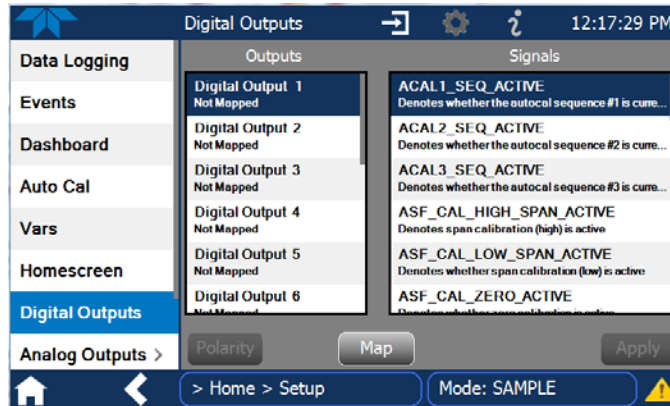 Digital Outputs
12:17:29 PM
Data Logging
Events
Dashboard
Auto Cal
Vars
Homescreen
Digital Outputs
Analog Outputs >
Outputs
Digital Output 1
Not Mapped
Digital Output 2
Not Mapped
Digital Output 3
Not Mapped
Digital Output 4
Not Mapped
Digital Output 5
Not Mapped
Digital Output 6
Signals
ACAL1_SEQ_ACTIVE
Denotes whether the autocal sequence #1 is curre...
ACAL2_SEQ_ACTIVE
Denotes whether the autocal sequence #2 is curre...
ACAL3_SEQ_ACTIVE
Denotes whether the autocal sequence #3 is curre...
ASF_CAL_HIGH_SPAN_ACTIVE
Denotes span calibration (high) is active
ASF_CAL_LOW_SPAN_ACTIVE
Denotes whether span calibration (low) is active
ASF_CAL_ZERO_ACTIVE
Polarity
Map
Apply
> Home > Setup
Mode: SAMPLE